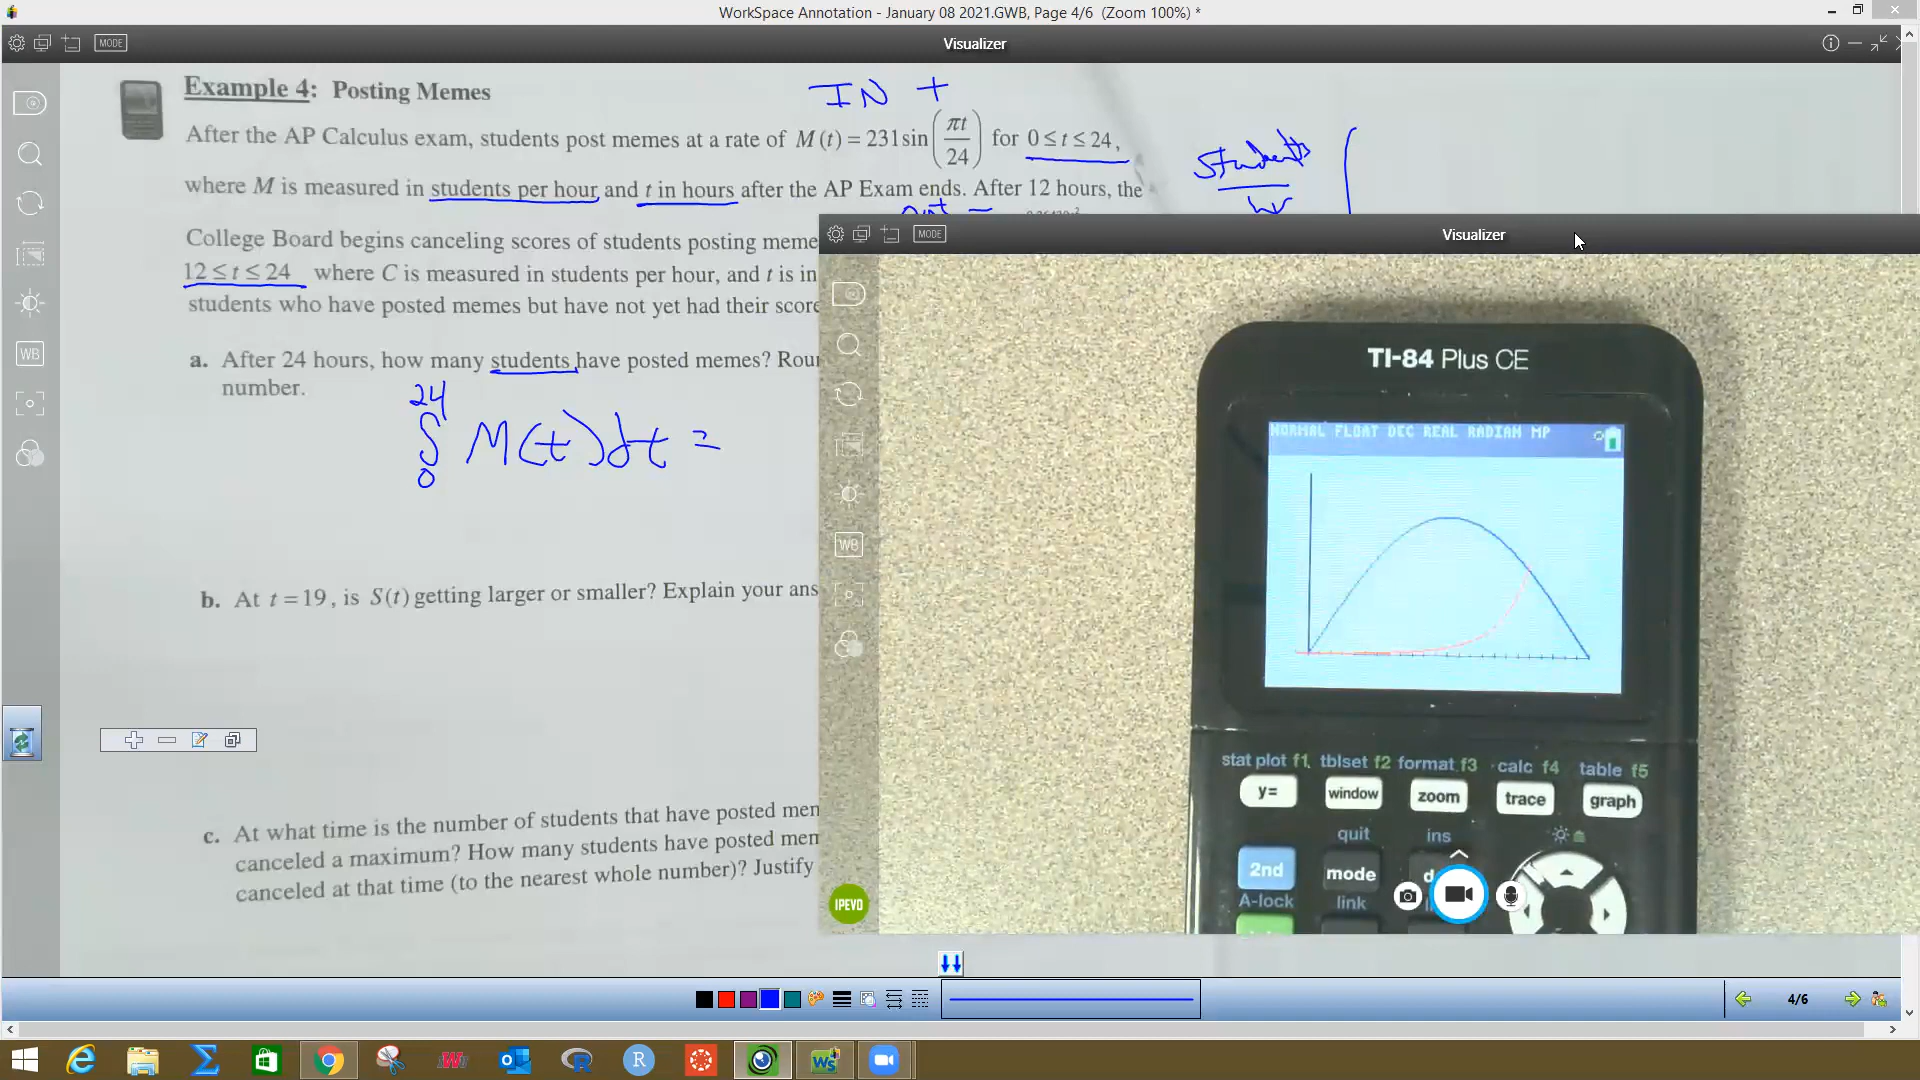 WorkSpace Annotation - January 08 2021.GWB, Page 4/6 (Zoom 100%) *
MODE
Visualizer
Example 4: Posting Memes
IN +
After the AP Calculus exam, students post memes at a rate of M(t) = 231 sin(πt/24) for 0 ≤ t ≤ 24,
where M is measured in students per hour and t in hours after the AP Exam ends. After 12 hours, the
Students
hr
out -
College Board begins canceling scores of students posting meme
12 ≤ t ≤ 24 where C is measured in students per hour, and t is in
students who have posted memes but have not yet had their score
a. After 24 hours, how many students have posted memes? Rou
number.
24
∫ M(t)dt =
0
b. At t = 19, is S(t) getting larger or smaller? Explain your ans
c. At what time is the number of students that have posted mem
canceled a maximum? How many students have posted mem
canceled at that time (to the nearest whole number)? Justify
WB
MODE
Visualizer
WB
IPEVO
TI-84 Plus CE
NORMAL FLOAT DEC REAL RADIAN MP
stat plot f1 tblset f2 format f3 calc f4 table f5
y= window zoom trace graph
quit ins
2nd mode d
A-lock link
4/6